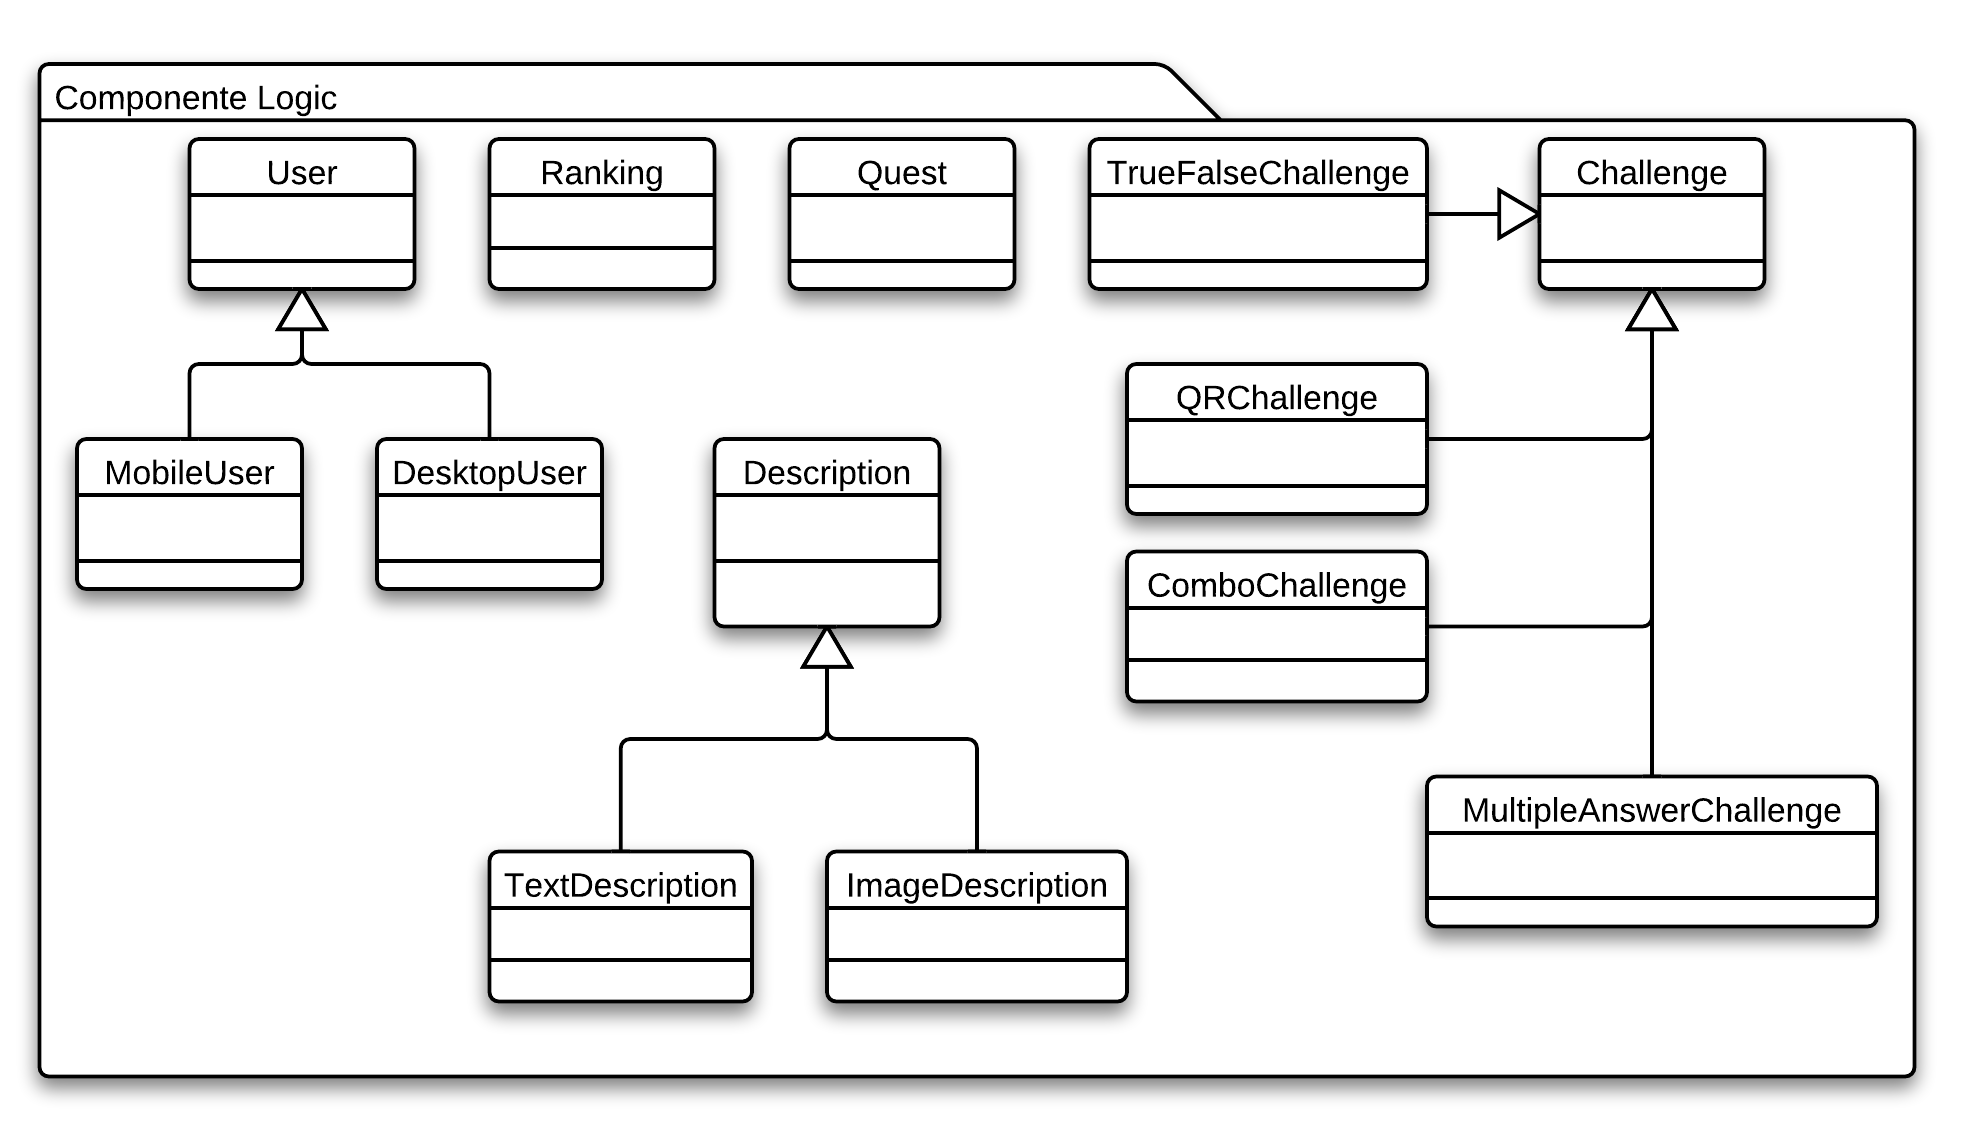 Componente Logic
User
Ranking
Quest
TrueFalseChallenge
Challenge
QRChallenge
MobileUser
DesktopUser
Description
ComboChallenge
MultipleAnswerChallenge
TextDescription
ImageDescription